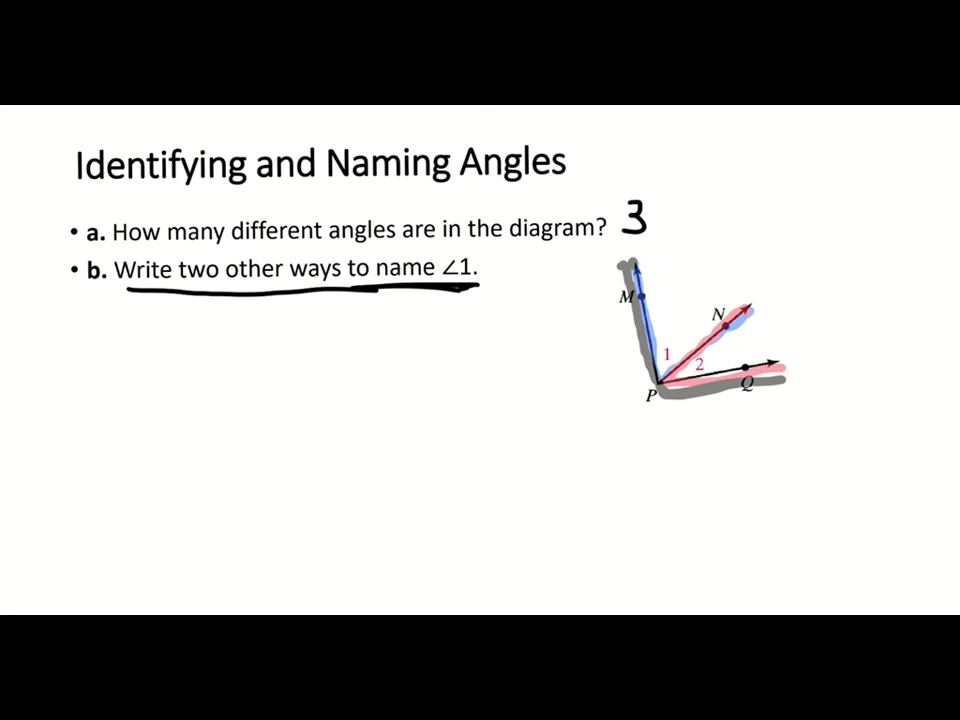 Identifying and Naming Angles
• a. How many different angles are in the diagram? 3
• b. Write two other ways to name ∠1.
M
N
1
2
Q
P